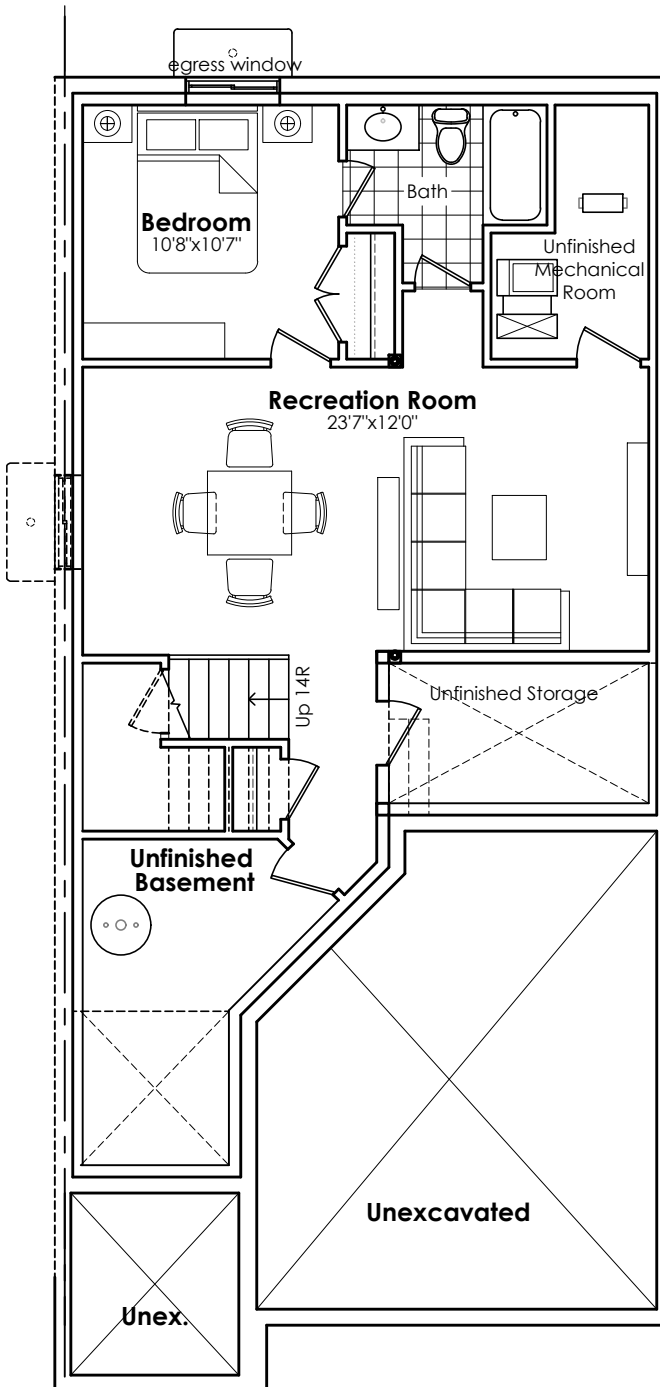 egress window
Bath
Bedroom
10'8"x10'7"
Unfinished
Mechanical
Room
Recreation Room
23'7"x12'0"
Up 14R
Unfinished Storage
Unfinished
Basement
Unexcavated
Unex.